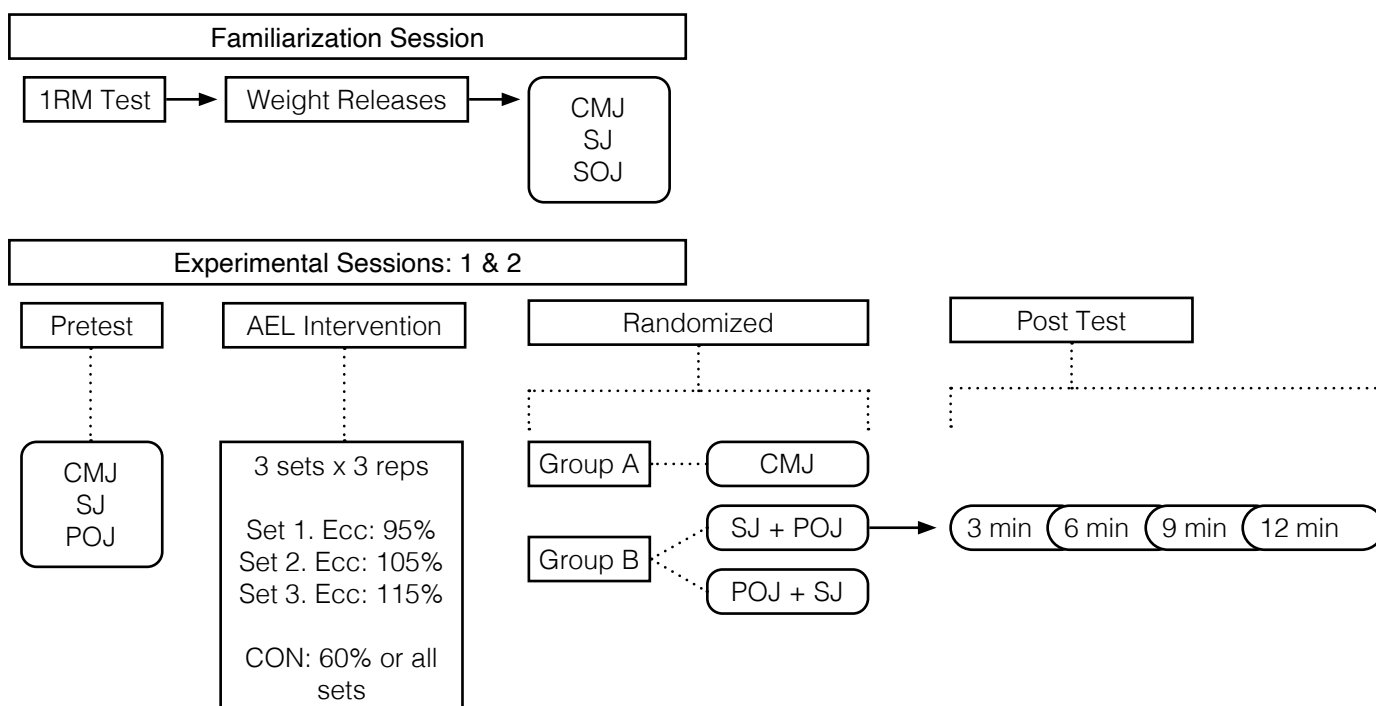 Familiarization Session
1RM Test
Weight Releases
CMJ
SJ
SOJ
Experimental Sessions: 1 & 2
Pretest
AEL Intervention
Randomized
Post Test
CMJ
SJ
POJ
3 sets x 3 reps
Set 1. Ecc: 95%
Set 2. Ecc: 105%
Set 3. Ecc: 115%
CON: 60% or all
sets
Group A
CMJ
Group B
SJ + POJ
POJ + SJ
3 min
6 min
9 min
12 min